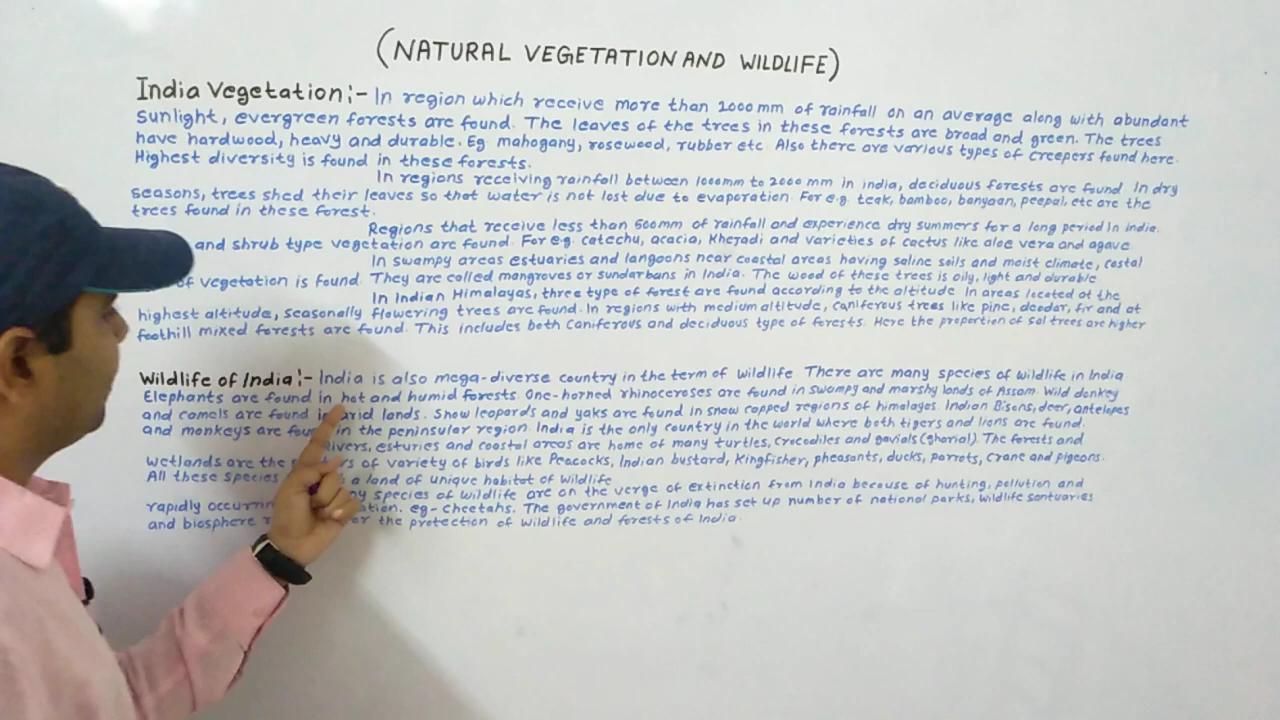 (NATURAL VEGETATION AND WILDLIFE)
India Vegetation:- In region which receive more than 2000 mm of rainfall on an average along with abundant
sunlight, evergreen forests are found. The leaves of the trees in these forests are broad and green. The trees
have hardwood, heavy and durable. Eg mahogany, rosewood, rubber etc. Also there are various types of creepers found here.
Highest diversity is found in these forests.
In regions receiving rainfall between 1000mm to 2000 mm in india, deciduous forests are found In dry
seasons, trees shed their leaves so that water is not lost due to evaporation. For e.g. teak, bamboo, banyaan, peepal, etc are the
trees found in these forest.
Regions that receive less than 500mm of rainfall and experience dry summers for a long period In india.
and shrub type vegetation are found. For e.g. catechu, acacia, Khejadi and varieties of cactus like aloe vera and agave
In swampy areas estuaries and langoons near coastal areas having saline soils and moist climate, costal
of vegetation is found. They are called mangroves or sundarbans in India. The wood of these trees is oily, light and durable
In Indian Himalayas, three type of forest are found according to the altitude In areas located at the
highest altitude, seasonally flowering trees are found. In regions with medium altitude, caniferous trees like pine, deodar, fir and at
foothill mixed forests are found. This includes both caniferous and deciduous type of forests. Here the proportion of sal trees are higher
Wildlife of India:- India is also mega-diverse country in the term of wildlife There are many species of wildlife in India
Elephants are found in hot and humid forests. One-horned rhinoceroses are found in swampy and marshy lands of Assam. Wild donkey
and camels are found in arid lands. Snow leopards and yaks are found in snow capped regions of himalayas. Indian Bisons, deer, antelopes
and monkeys are in the peninsular region. India is the only country in the world where both tigers and lions are found.
esturies and coastal areas are home of many turtles, crocodiles and gavials (gharial). The forests and
wetlands are the of variety of birds like Peacocks, Indian bustard, Kingfisher, pheasants, ducks, parrots, crane and pigeons.
All these species a land of unique habitat of wildlife
species of wildlife are on the verge of extinction from India because of hunting, pollution and
rapidly eg- cheetahs. The government of India has set up number of national parks, wildlife santuaries
and biosphere the protection of wildlife and forests of India.